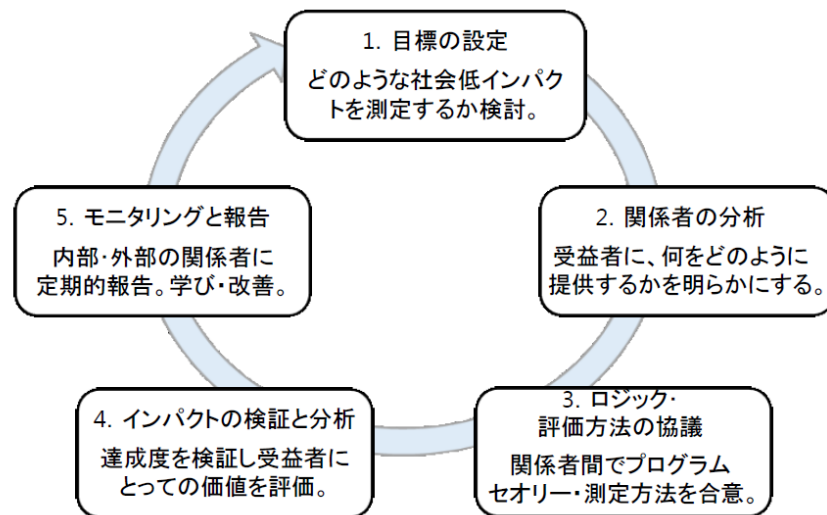 1. 目標の設定
どのような社会低インパク
トを測定するか検討。
2. 関係者の分析
受益者に、何をどのように
提供するかを明らかにする。
3. ロジック・
評価方法の協議
関係者間でプログラム
セオリー・測定方法を合意。
4. インパクトの検証と分析
達成度を検証し受益者に
とっての価値を評価。
5. モニタリングと報告
内部・外部の関係者に
定期的報告。学び・改善。